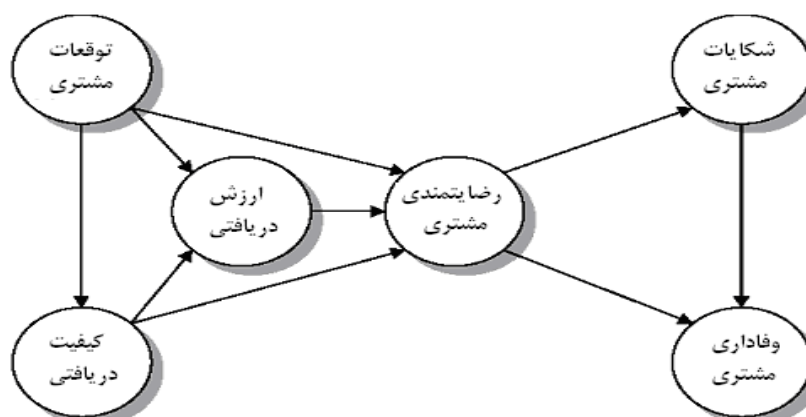 توقعات
مشتری
شکایات
مشتری
ارزش
دریافتی
رضایتمندی
مشتری
کیفیت
دریافتی
وفاداری
مشتری